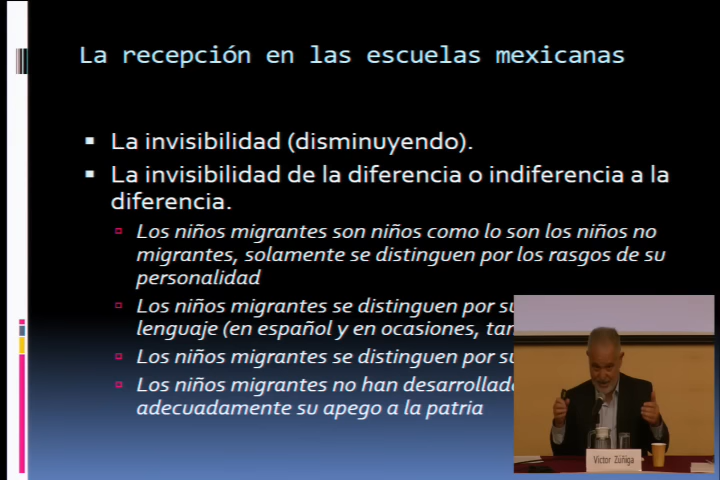 La recepción en las escuelas mexicanas
La invisibilidad (disminuyendo).
La invisibilidad de la diferencia o indiferencia a la
diferencia.
Los niños migrantes son niños como lo son los niños no
migrantes, solamente se distinguen por los rasgos de su
personalidad
Los niños migrantes se distinguen por su
lenguaje (en español y en ocasiones,
Los niños migrantes se distinguen por su
Los niños migrantes no han
adecuadamente su apego a la patria
Víctor Zúñiga